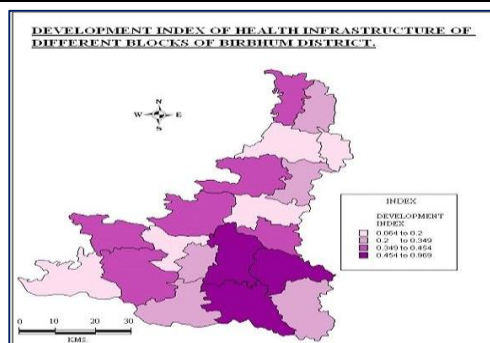 DEVELOPMENT INDEX OF HEALTH INFRASTRUCTURE OF
DIFFERENT BLOCKS OF BIRBHUM DISTRICT.
N
W E
S
INDEX
DEVELOPMENT
INDEX
0.064 to 0.2
0.2 to 0.349
0.349 to 0.454
0.454 to 0.969
0 10 20 30
KMS.